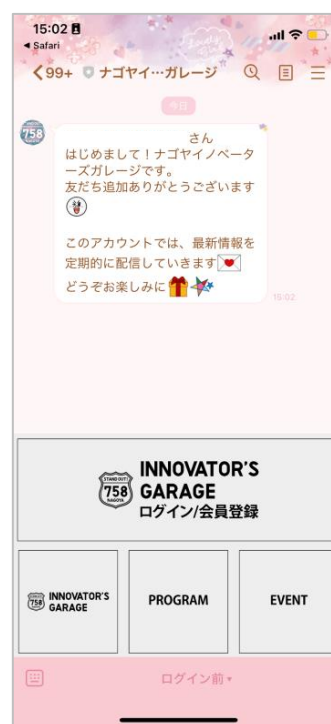 15:02
◀ Safari
99+ ナゴヤイ…ガレージ
今日
758
さん
はじめまして！ナゴヤイノベータ
ーズガレージです。
友だち追加ありがとうございます
このアカウントでは、最新情報を
定期的に配信していきます
どうぞお楽しみに
15:02
STAND OUT!
758
NAGOYA
INNOVATOR'S
GARAGE
ログイン/会員登録
758
INNOVATOR'S
GARAGE
PROGRAM
EVENT
ログイン前▾